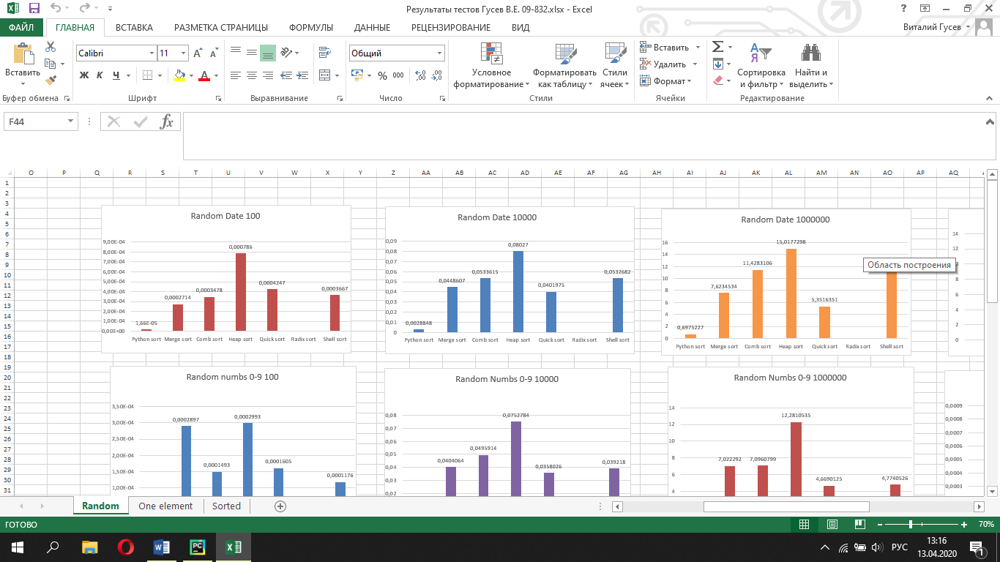 Результаты тестов Гусев В.Е. 09-832.xlsx - Excel
ФАЙЛ ГЛАВНАЯ ВСТАВКА РАЗМЕТКА СТРАНИЦЫ ФОРМУЛЫ ДАННЫЕ РЕЦЕНЗИРОВАНИЕ ВИД Виталий Гусев
Вставить
Calibri 11
Ж К Ч
Общий
% 000
Условное форматирование
Форматировать как таблицу
Стили ячеек
Вставить
Удалить
Формат
Сортировка и фильтр
Найти и выделить
Буфер обмена Шрифт Выравнивание Число Стили Ячейки Редактирование
F44
O P Q R S T U V W X Y Z AA AB AC AD AE AF AG AH AI AJ AK AL AM AN AO AP AQ
1
2
3
4
5
6
7
8
9
10
11
12
13
14
15
16
17
18
19
20
21
22
23
24
25
26
27
28
29
30
31
Random Date 100
9,00E-04
8,00E-04
7,00E-04
6,00E-04
5,00E-04
4,00E-04
3,00E-04
2,00E-04
1,00E-04
0,00E+00
1,66E-05 0,0002714 0,0003478 0,000786 0,0004247 0,0003667
Python sort Merge sort Comb sort Heap sort Quick sort Radix sort Shell sort
Random Date 10000
0,09
0,08
0,07
0,06
0,05
0,04
0,03
0,02
0,01
0
0,0028848 0,0448607 0,0533615 0,08027 0,0401975 0,0532682
Python sort Merge sort Comb sort Heap sort Quick sort Radix sort Shell sort
Random Date 1000000
16
14
12
10
8
6
4
2
0
0,6975227 7,6234534 11,4283106 15,0177298 5,3516351
Область построения
Python sort Merge sort Comb sort Heap sort Quick sort Radix sort Shell sort
14
12
8
6
4
2
0
Random numbs 0-9 100
3,50E-04
3,00E-04
2,50E-04
2,00E-04
1,50E-04
1,00E-04
0,0002897 0,0001493 0,0002993 0,0001605 0,0001176
Random Numbs 0-9 10000
0,08
0,07
0,06
0,05
0,04
0,03
0,02
0,0404064 0,0495914 0,0752784 0,0358026 0,039218
Random Numbs 0-9 1000000
14
12
10
8
6
4
7,022292 7,0960799 12,2810535 4,6690125 4,7740526
0,0009
0,0008
0,0007
0,0006
0,0005
0,0004
0,0003
Random One element Sorted
ГОТОВО 70%
РУС 13:16
13.04.2020
1